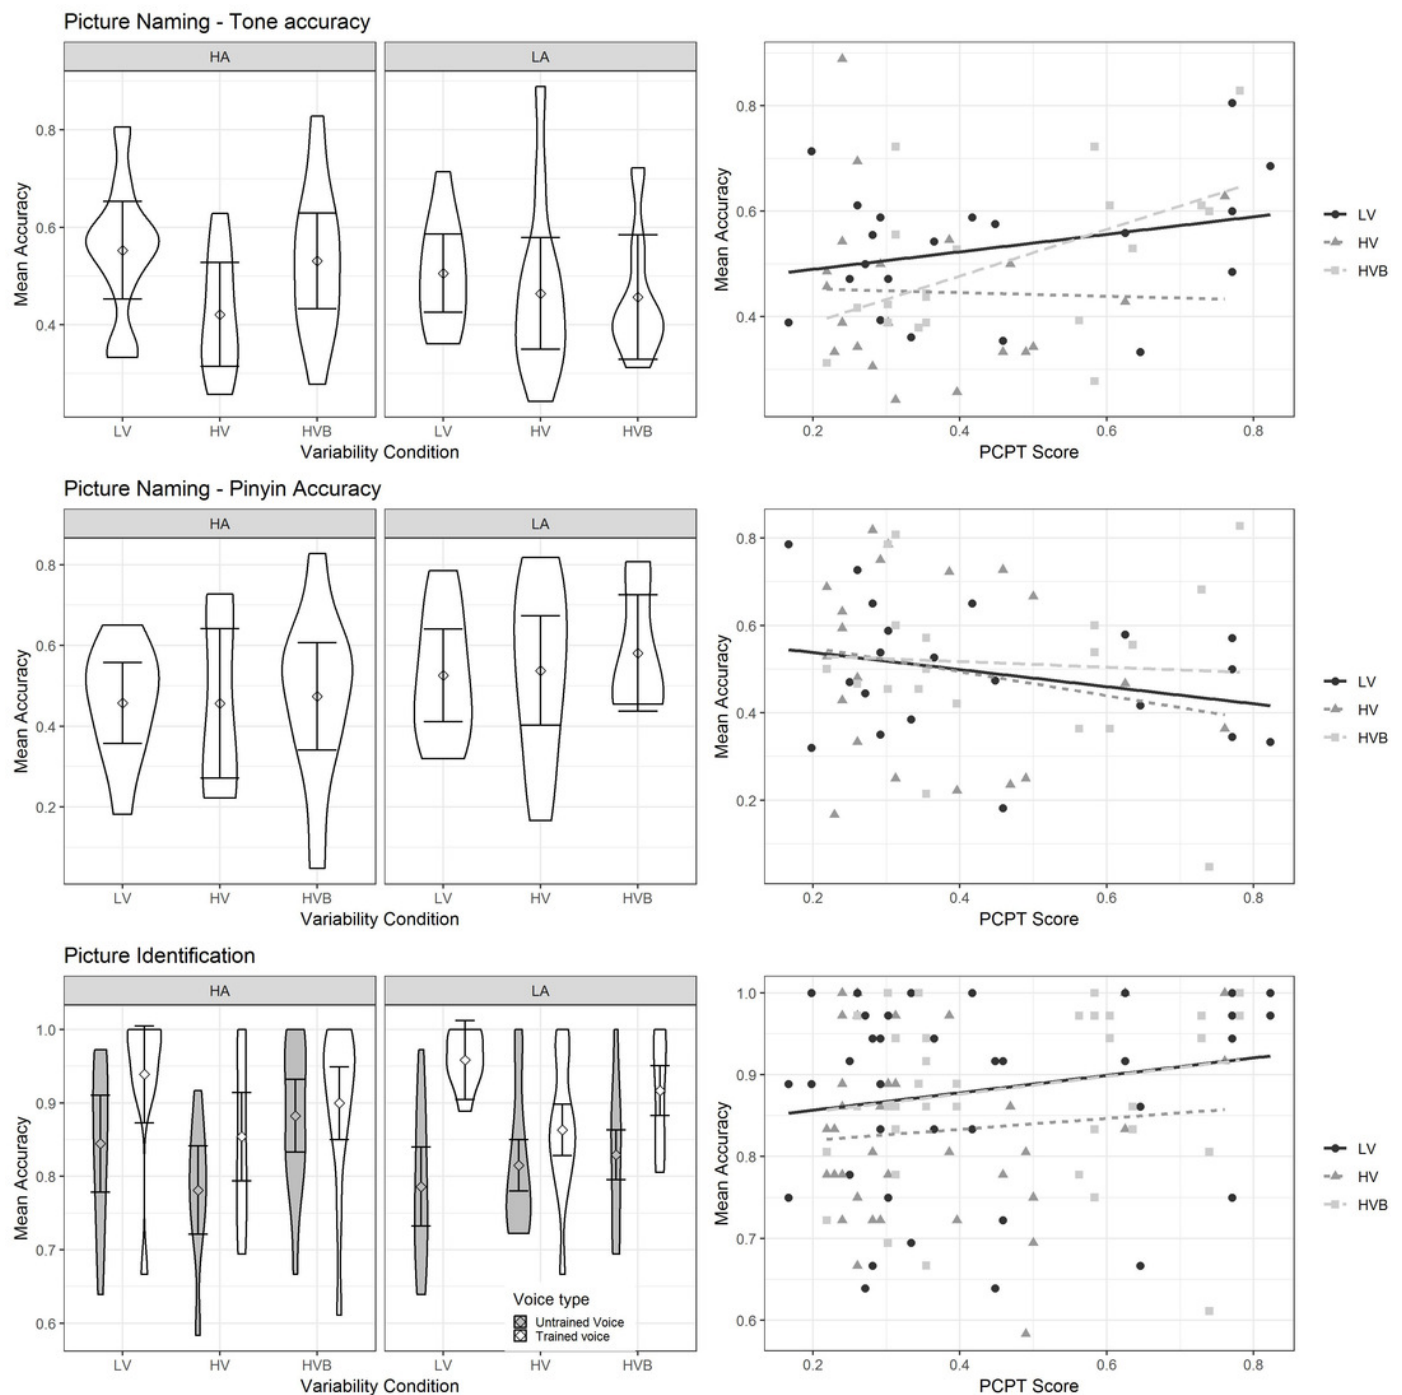 Picture Naming - Tone accuracy
HA
LA
Mean Accuracy
0.8
0.6
0.4
LV
HV
HVB
LV
HV
HVB
Variability Condition
Mean Accuracy
0.8
0.6
0.4
0.2
0.4
0.6
0.8
PCPT Score
LV
HV
HVB
Picture Naming - Pinyin Accuracy
HA
LA
Mean Accuracy
0.8
0.6
0.4
0.2
LV
HV
HVB
LV
HV
HVB
Variability Condition
Mean Accuracy
0.8
0.6
0.4
0.2
0.2
0.4
0.6
0.8
PCPT Score
LV
HV
HVB
Picture Identification
HA
LA
Mean Accuracy
1.0
0.9
0.8
0.7
0.6
Voice type
Untrained Voice
Trained voice
LV
HV
HVB
LV
HV
HVB
Variability Condition
Mean Accuracy
1.0
0.9
0.8
0.7
0.6
0.2
0.4
0.6
0.8
PCPT Score
LV
HV
HVB